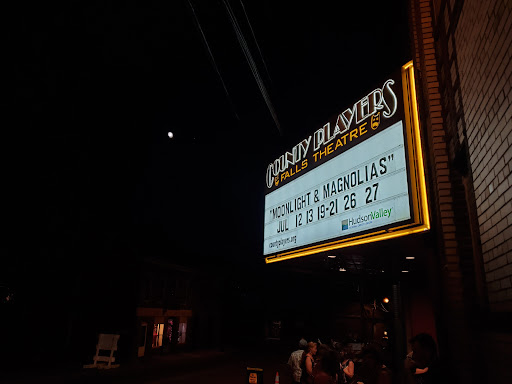 COUNTY PLAYERS
FALLS THEATRE
"MOONLIGHT & MAGNOLIAS"
JUL 12 13 19-21 26 27
countyplayers.org
HudsonValley